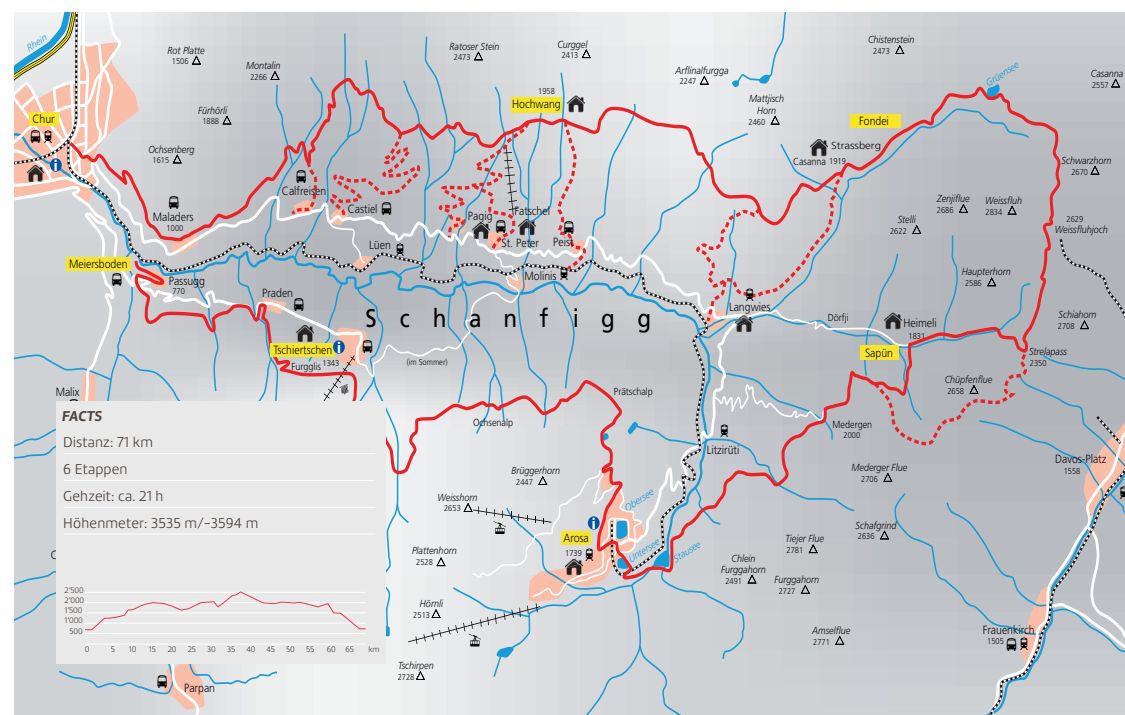 Rhein
Rot Platte
1506
Montalin
2266
Ratoser Stein
2473
Curggel
2413
Chistenstein
2473
Casanna
2557
Arflinafurgga
2247
Grüensee
Chur
Fürhörli
1888
1958
Hochwang
Mattjisch
Horn
2460
Fondei
Ochsenberg
1615
Strassberg
Casanna 1919
Schwarzhorn
2670
Calfreisen
Maladers
1000
Castiel
Pagig
Fatschel
St. Peter
Peist
Zenjiflue
2686
Weissfluh
2834
Stelli
2622
2629
Weissfluhjoch
Lüen
Meiersboden
Passugg
770
Molinis
Haupterhorn
2586
Praden
Langwies
Dörfji
Heimeli
1831
Schiahorn
2708
Schanfigg
Tschiertschen
1343
Furgglis
(im Sommer)
Sapün
Strelapass
2350
Malix
Prätschalp
Chüpfenflue
2658
Ochsenalp
Medergen
2000
FACTS
Distanz: 71 km
6 Etappen
Gehzeit: ca. 21 h
Höhenmeter: 3535 m/–3594 m
2'500
2'000
1'500
1'000
500
0 5 10 15 20 25 30 35 40 45 50 55 60 65 km
Litzirüti
Davos-Platz
1558
Brüggerhorn
2447
Mederger Flue
2706
Weisshorn
2653
Obersee
Arosa
1739
Untersee
Stausee
Schafgrind
2636
Tiejer Flue
2781
Plattenhorn
2528
Chlein
Furggahorn
2491
Furggahorn
2727
Hörnli
2513
Amselflue
2771
Frauenkirch
1505
Tschirpen
2728
Parpan